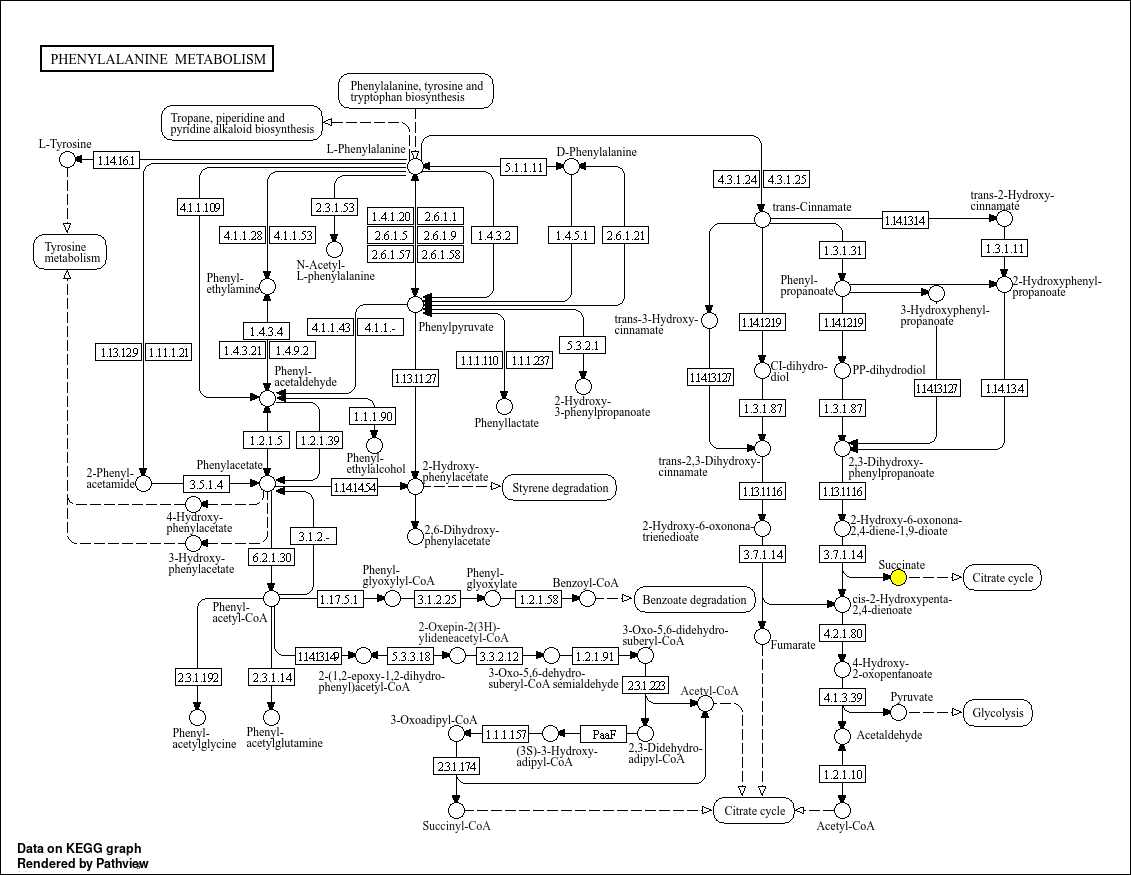 PHENYLALANINE METABOLISM
Phenylalanine, tyrosine and
tryptophan biosynthesis
Tropane, piperidine and
pyridine alkaloid biosynthesis
L-Tyrosine
L-Phenylalanine
D-Phenylalanine
1.14.16.1
5.1.1.11
4.3.1.24
4.3.1.25
trans-2-Hydroxy-
cinnamate
4.1.1.109
2.3.1.53
1.4.1.20
2.6.1.1
trans-Cinnamate
1.14.13.14
4.1.1.28
4.1.1.53
2.6.1.5
2.6.1.9
1.4.3.2
1.4.5.1
2.6.1.21
Tyrosine
metabolism
2.6.1.57
2.6.1.58
1.3.1.31
1.3.1.11
N-Acetyl-
L-phenylalanine
Phenyl-
ethylamine
Phenyl-
propanoate
2-Hydroxyphenyl-
propanoate
3-Hydroxyphenyl-
propanoate
1.4.3.4
4.1.1.43
4.1.1.-
Phenylpyruvate
trans-3-Hydroxy-
cinnamate
1.14.12.19
1.14.12.19
1.13.12.9
1.11.1.21
1.4.3.21
1.4.9.2
5.3.2.1
1.1.1.110
1.1.1.237
Phenyl-
acetaldehyde
1.13.11.27
1.14.13.127
CI-dihydro-
diol
PP-dihydrodiol
1.14.13.127
1.14.13.4
2-Hydroxy-
3-phenylpropanoate
Phenyllactate
1.1.1.90
1.3.1.87
1.3.1.87
1.2.1.5
1.2.1.39
Phenyl-
ethylalcohol
2-Phenyl-
acetamide
3.5.1.4
Phenylacetate
1.14.14.54
2-Hydroxy-
phenylacetate
Styrene degradation
trans-2,3-Dihydroxy-
cinnamate
2,3-Dihydroxy-
phenylpropanoate
1.13.11.16
1.13.11.16
4-Hydroxy-
phenylacetate
3-Hydroxy-
phenylacetate
3.1.2.-
2,6-Dihydroxy-
phenylacetate
2-Hydroxy-6-oxonona-
trienedioate
2-Hydroxy-6-oxonona-
2,4-diene-1,9-dioate
6.2.1.30
3.7.1.14
3.7.1.14
Succinate
Citrate cycle
Phenyl-
glyoxylyl-CoA
Phenyl-
glyoxylate
Benzoyl-CoA
Phenyl-
acetyl-CoA
1.17.5.1
3.1.2.25
1.2.1.58
Benzoate degradation
cis-2-Hydroxypenta-
2,4-dienoate
2-Oxepin-2(3H)-
ylideneacetyl-CoA
3-Oxo-5,6-didehydro-
suberyl-CoA
4.2.1.80
Fumarate
1.14.13.149
5.3.3.18
3.3.2.12
1.2.1.91
4-Hydroxy-
2-oxopentanoate
2.3.1.192
2.3.1.14
2-(1,2-epoxy-1,2-dihydro-
phenyl)acetyl-CoA
3-Oxo-5,6-dehydro-
suberyl-CoA semialdehyde
2.3.1.223
Acetyl-CoA
4.1.3.39
Pyruvate
Glycolysis
Phenyl-
acetylglycine
Phenyl-
acetylglutamine
3-Oxoadipyl-CoA
1.1.1.157
PaaF
(3S)-3-Hydroxy-
adipyl-CoA
2,3-Didehydro-
adipyl-CoA
Acetaldehyde
2.3.1.174
1.2.1.10
Succinyl-CoA
Citrate cycle
Acetyl-CoA
Data on KEGG graph
Rendered by Pathview